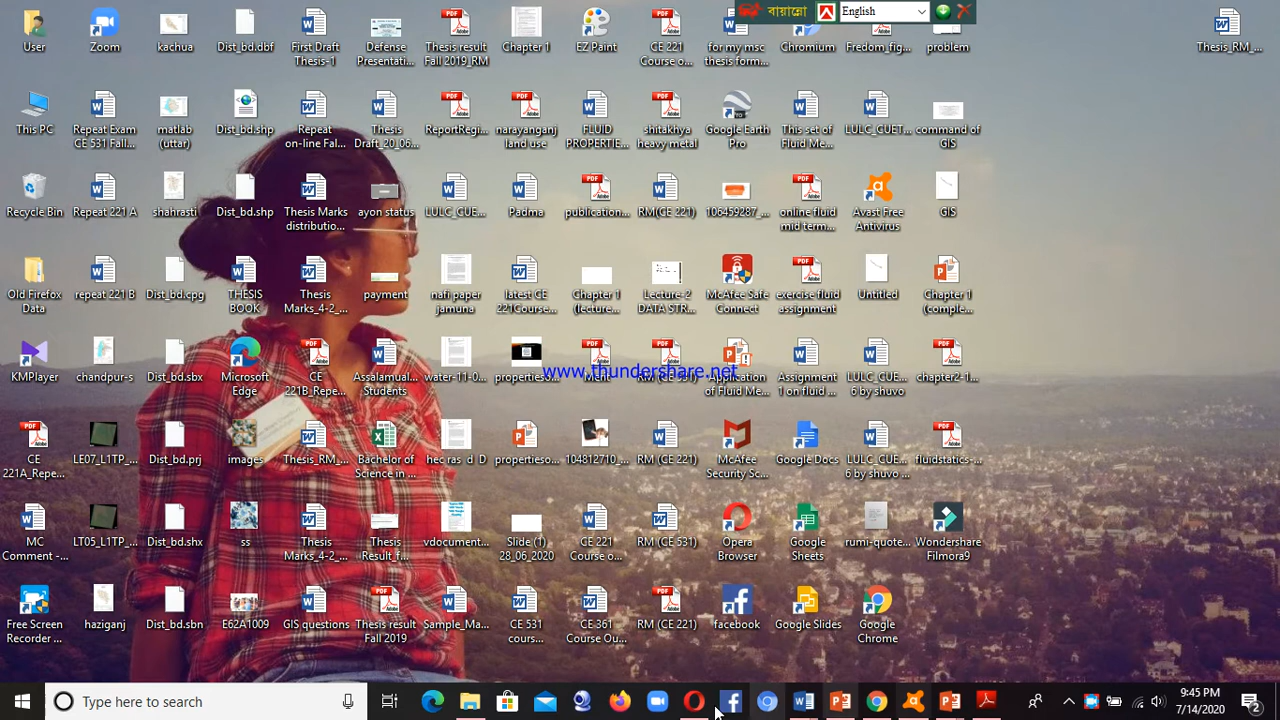 বায়ান্নো English
User
Zoom
kachua
Dist_bd.dbf
First Draft
Thesis-1
Defense
Presentati...
Thesis result
Fall 2019_RM
Chapter 1
EZ Paint
CE 221
Course o...
for my msc
thesis form...
Chromium
Fredom_fig...
problem
Thesis_RM_...
This PC
Repeat Exam
CE 531 Fall...
matlab
(uttar)
Dist_bd.shp
Repeat
on-line Fal...
Thesis
Draft_20_06...
ReportRegi...
narayanganj
land use
FLUID
PROPERTIE...
shitakhya
heavy metal
Google Earth
Pro
This set of
Fluid Me...
LULC_CUET...
command of
GIS
Recycle Bin
Repeat 221 A
shahrasti
Dist_bd.shp
Thesis Marks
distributio...
ayon status
LULC_CUE...
Padma
publication...
RM(CE 221)
106459287_...
online fluid
mid term...
Avast Free
Antivirus
GIS
Old Firefox
Data
repeat 221 B
Dist_bd.cpg
THESIS
BOOK
Thesis
Marks_4-2_...
payment
nafi paper
jamuna
latest CE
221Course...
Chapter 1
(lecture...
Lecture-2
DATA STR...
McAfee Safe
Connect
exercise fluid
assignment
Untitled
Chapter 1
(comple...
www.thundershare.net
KMPlayer
chandpur-s
Dist_bd.sbx
Microsoft
Edge
CE
221B_Repe...
Assalamual...
Students
water-11-0...
propertieso...
RM (CE 531)
Application
of Fluid Me...
Assignment
1 on fluid ...
LULC_CUE...
6 by shuvo
chapter2-1...
CE
221A_Repe...
LE07_L1TP_...
Dist_bd.prj
images
Thesis_RM_...
Bachelor of
Science in ...
hec ras d D
propertieso...
104812710_...
RM (CE 221)
McAfee
Security Sc...
Google Docs
LULC_CUE...
6 by shuvo ...
fluidstatics-...
MC
Comment -...
LT05_L1TP_...
Dist_bd.shx
ss
Thesis
Marks_4-2_...
Thesis
Result_f...
vdocument...
Slide (1)
28_06_2020
CE 221
Course o...
RM (CE 531)
Opera
Browser
Google
Sheets
rumi-quote...
Wondershare
Filmora9
Free Screen
Recorder ...
haziganj
Dist_bd.sbn
E62A1009
GIS questions
Thesis result
Fall 2019
Sample_Ma...
CE 531
cours...
CE 361
Course Ou...
RM (CE 221)
facebook
Google Slides
Google
Chrome
Type here to search
9:45 PM
7/14/2020
2